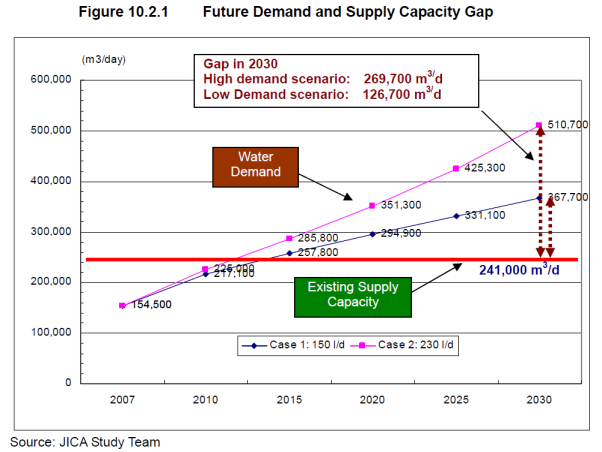 Figure 10.2.1 Future Demand and Supply Capacity Gap
(m3/day)
Gap in 2030
High demand scenario: 269,700 m³/d
Low Demand scenario: 126,700 m³/d
600,000
500,000
400,000
300,000
200,000
100,000
0
Water
Demand
510,700
425,300
367,700
351,300
331,100
285,800
294,900
257,800
225,000
217,100
154,500
241,000 m³/d
Existing Supply
Capacity
Case 1: 150 l/d Case 2: 230 l/d
2007 2010 2015 2020 2025 2030
Source: JICA Study Team